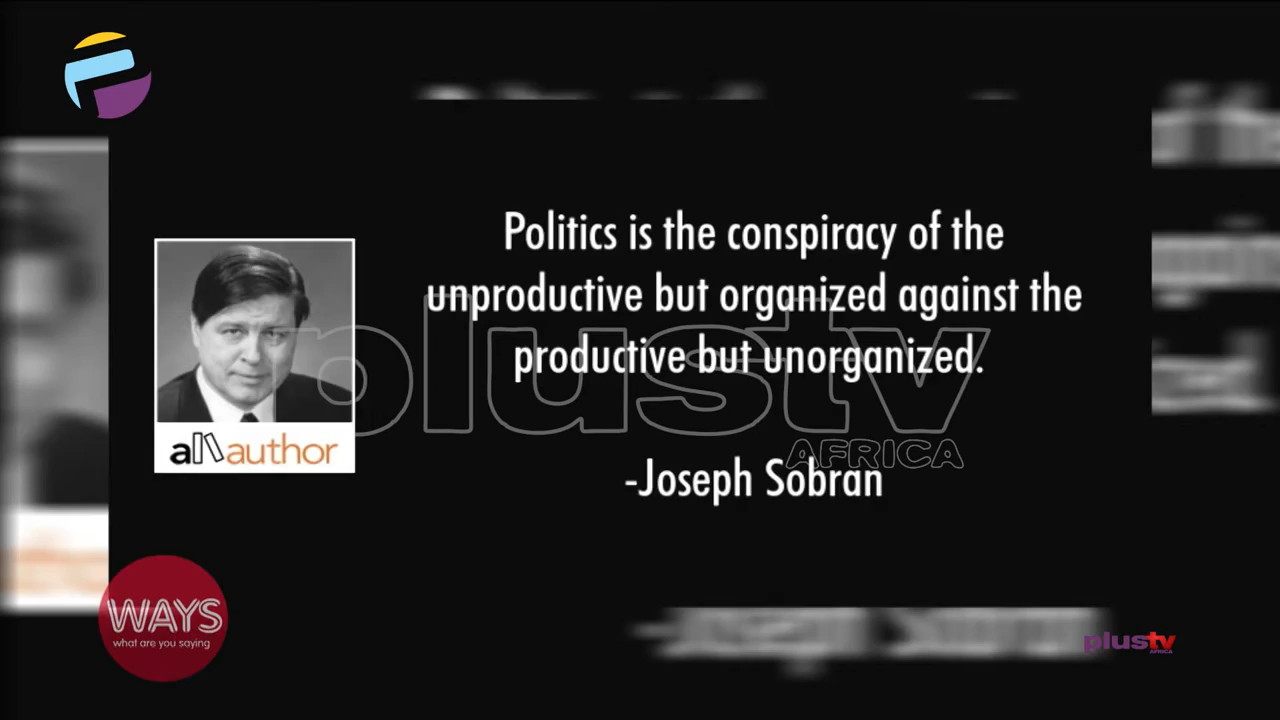 Politics is the conspiracy of the
unproductive but organized against the
productive but unorganized.
-Joseph Sobran
allauthor
plustv
AFRICA
WAYS
what are you saying
plustv
AFRICA